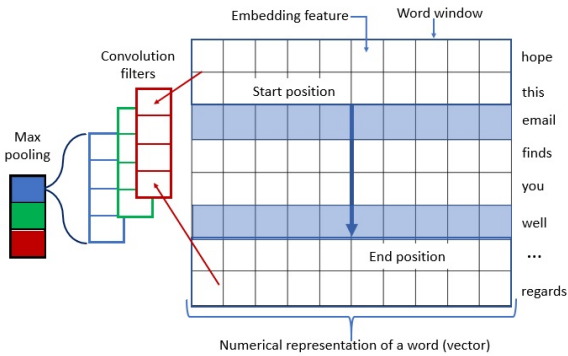 Embedding feature
Word window
Convolution
filters
Max
pooling
hope
Start position
this
email
finds
you
well
End position
...
regards
Numerical representation of a word (vector)